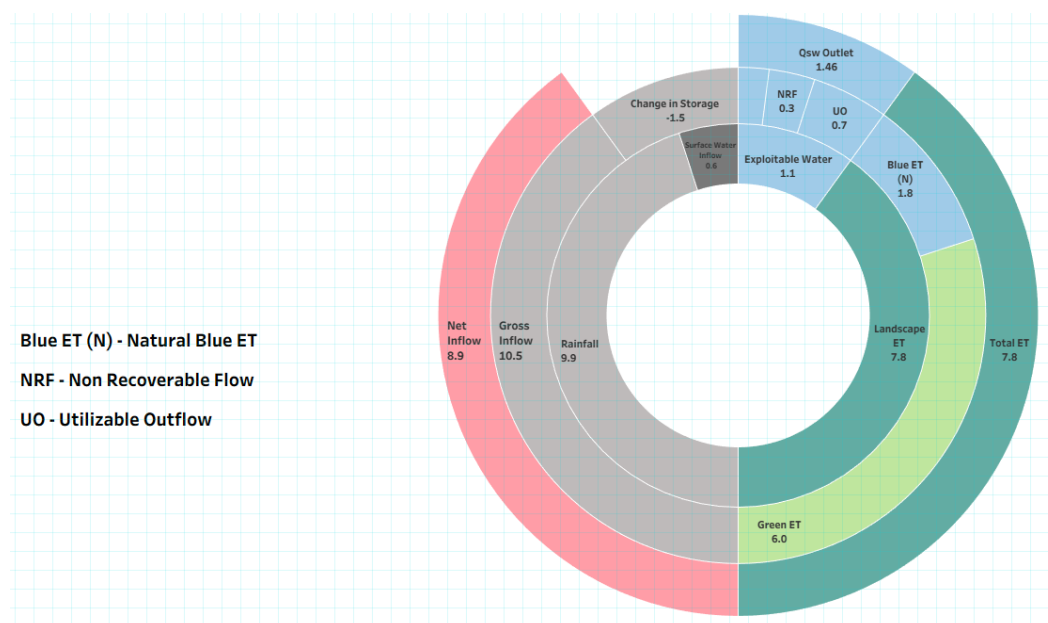 Qsw Outlet
1.46
Change in Storage
-1.5
NRF
0.3
UO
0.7
Surface Water
Inflow
0.6
Exploitable Water
1.1
Blue ET
(N)
1.8
Net
Inflow
8.9
Gross
Inflow
10.5
Rainfall
9.9
Landscape
ET
7.8
Total ET
7.8
Green ET
6.0
Blue ET (N) - Natural Blue ET
NRF - Non Recoverable Flow
UO - Utilizable Outflow